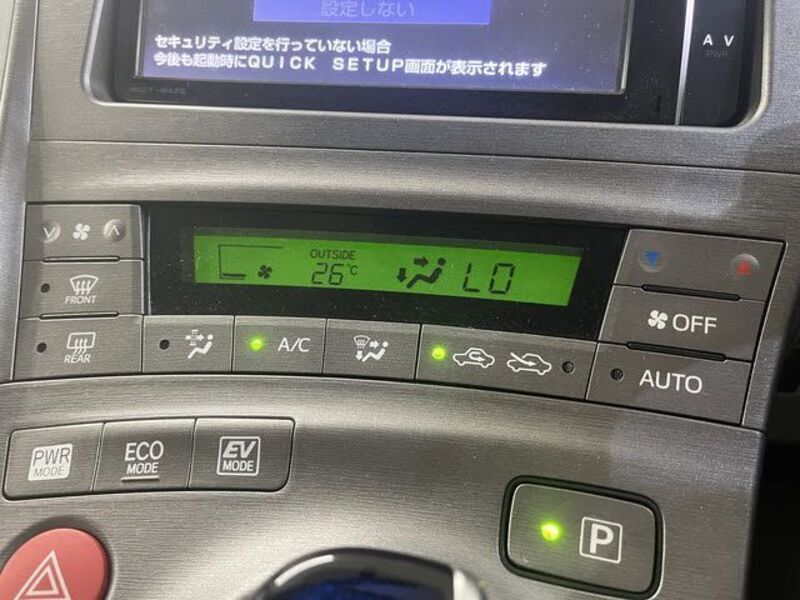 設定しない
セキュリティ設定を行っていない場合
今後も起動時にQUICK SETUP画面が表示されます
∧ ∨
PWR
OUTSIDE
26℃
LO
FRONT
REAR
A/C
OFF
AUTO
PWR
MODE
ECO
MODE
EV
MODE
P